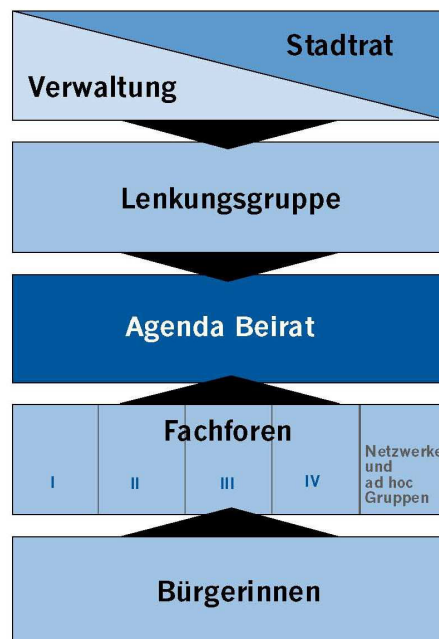 Stadtrat
Verwaltung
Lenkungsgruppe
Agenda Beirat
Fachforen
I
II
III
IV
Netzwerke
und
ad hoc
Gruppen
Bürgerinnen